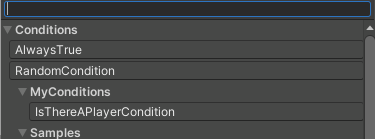 Conditions
AlwaysTrue
RandomCondition
MyConditions
IsThereAPlayerCondition
Samples